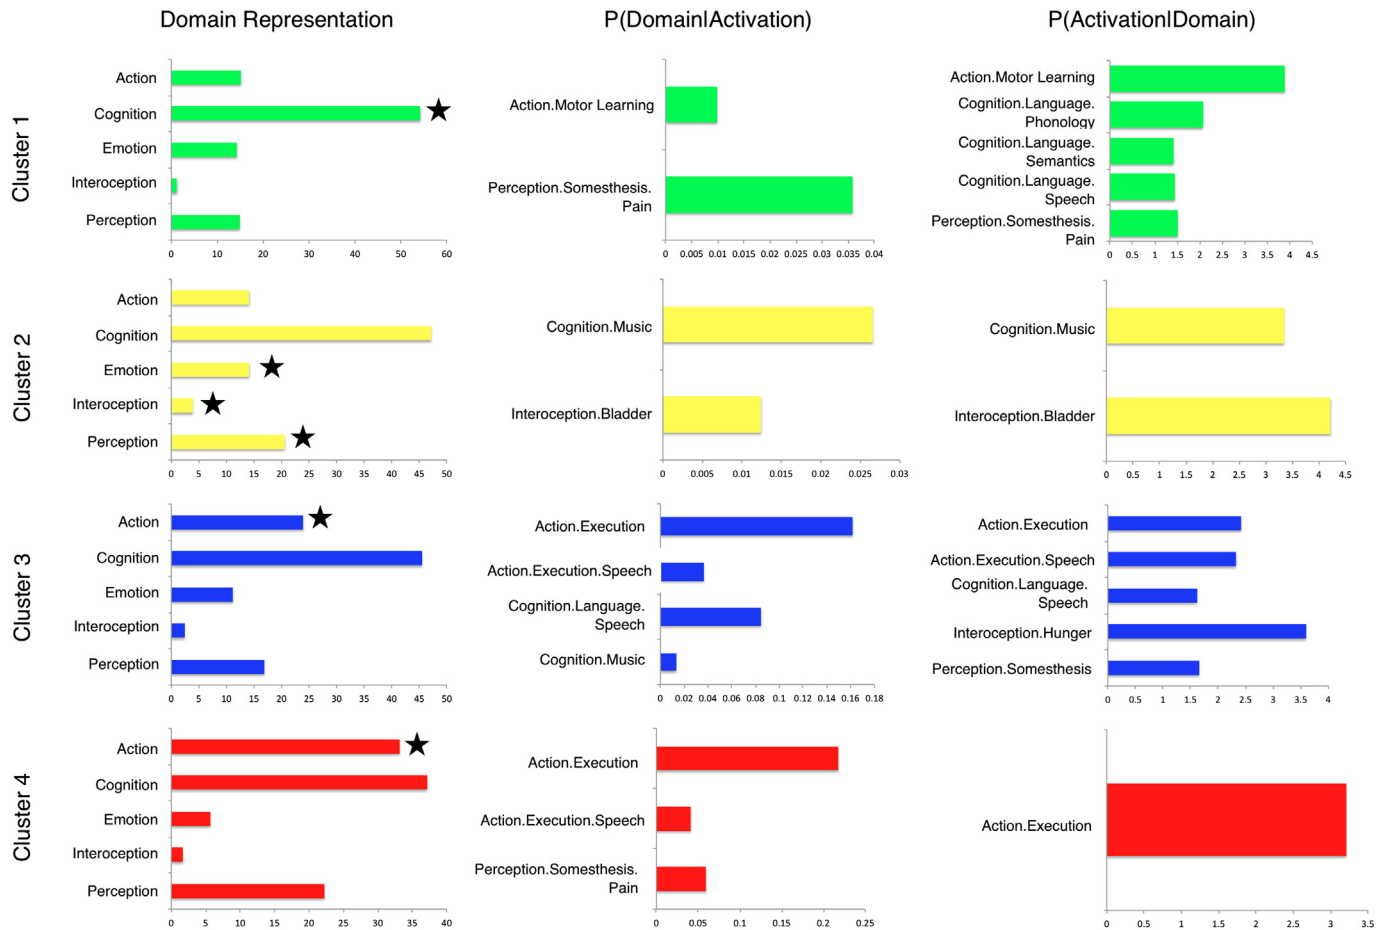 Domain Representation
P(Domain|Activation)
P(Activation|Domain)
Cluster 1
Action
Cognition
Emotion
Interoception
Perception
0 10 20 30 40 50 60
Action.Motor Learning
Perception.Somesthesis.
Pain
0 0.005 0.01 0.015 0.02 0.025 0.03 0.035 0.04
Action.Motor Learning
Cognition.Language.
Phonology
Cognition.Language.
Semantics
Cognition.Language.
Speech
Perception.Somesthesis.
Pain
0 0.5 1 1.5 2 2.5 3 3.5 4 4.5
Cluster 2
Action
Cognition
Emotion
Interoception
Perception
0 5 10 15 20 25 30 35 40 45 50
Cognition.Music
Interoception.Bladder
0 0.005 0.01 0.015 0.02 0.025 0.03
Cognition.Music
Interoception.Bladder
0 0.5 1 1.5 2 2.5 3 3.5 4 4.5
Cluster 3
Action
Cognition
Emotion
Interoception
Perception
0 5 10 15 20 25 30 35 40 45 50
Action.Execution
Action.Execution.Speech
Cognition.Language.
Speech
Cognition.Music
0 0.02 0.04 0.06 0.08 0.1 0.12 0.14 0.16 0.18
Action.Execution
Action.Execution.Speech
Cognition.Language.
Speech
Interoception.Hunger
Perception.Somesthesis
0 0.5 1 1.5 2 2.5 3 3.5 4
Cluster 4
Action
Cognition
Emotion
Interoception
Perception
0 5 10 15 20 25 30 35 40
Action.Execution
Action.Execution.Speech
Perception.Somesthesis.
Pain
0 0.05 0.1 0.15 0.2 0.25
Action.Execution
0 0.5 1 1.5 2 2.5 3 3.5